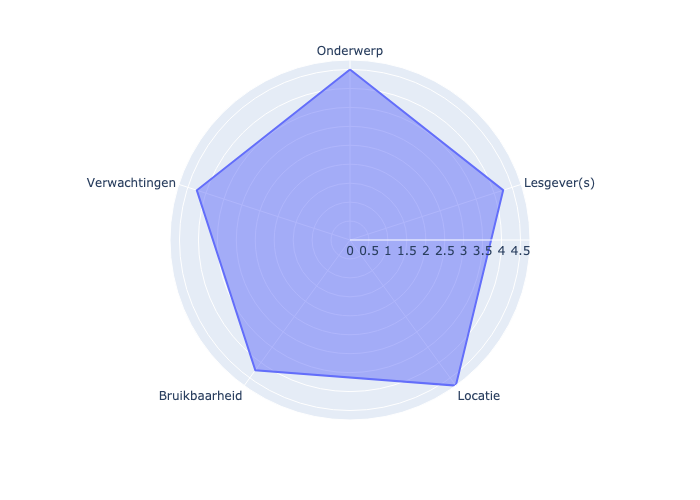 Onderwerp
Verwachtingen
Lesgever(s)
0 0.5 1 1.5 2 2.5 3 3.5 4 4.5
Bruikbaarheid
Locatie